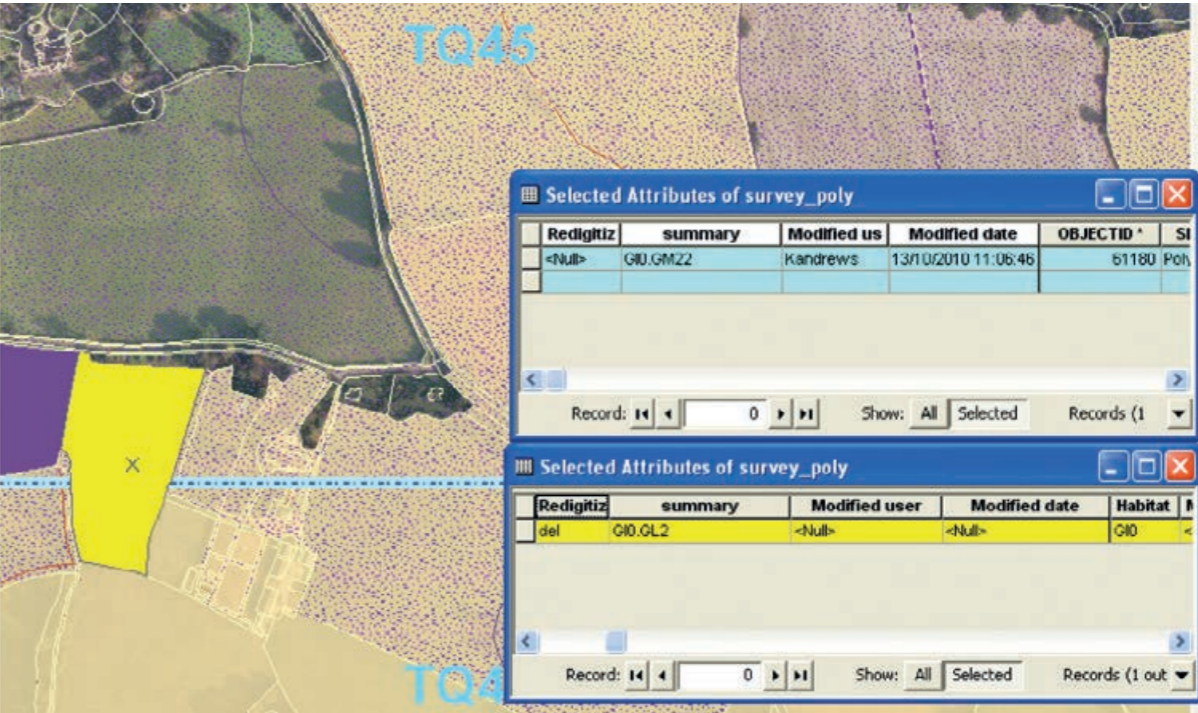 TQ45
Selected Attributes of survey_poly
Redigitiz summary Modified us Modified date OBJECTID *
<Null> GI0.GM22 Kandrews 13/10/2010 11:06:46 61180 Poly
Record: 0 Show: All Selected Records (1
X
Selected Attributes of survey_poly
Redigitiz summary Modified user Modified date Habitat
del GI0.GL2 <Null> <Null> GI0 <
Record: 0 Show: All Selected Records (1 out
TQ4